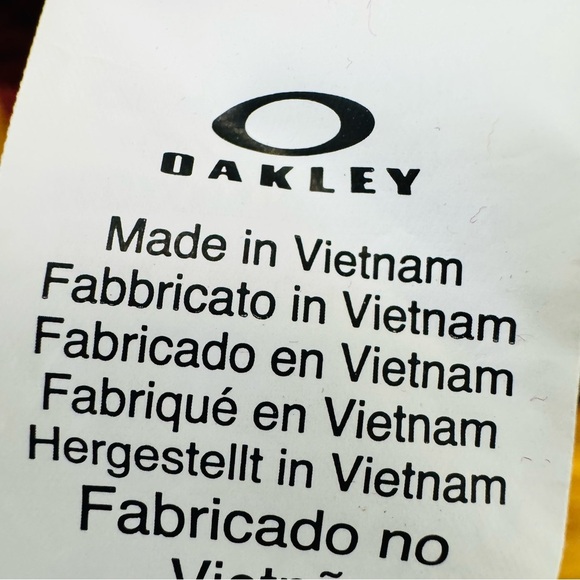 OAKLEY
Made in Vietnam
Fabbricato in Vietnam
Fabricado en Vietnam
Fabriqué en Vietnam
Hergestellt in Vietnam
Fabricado no